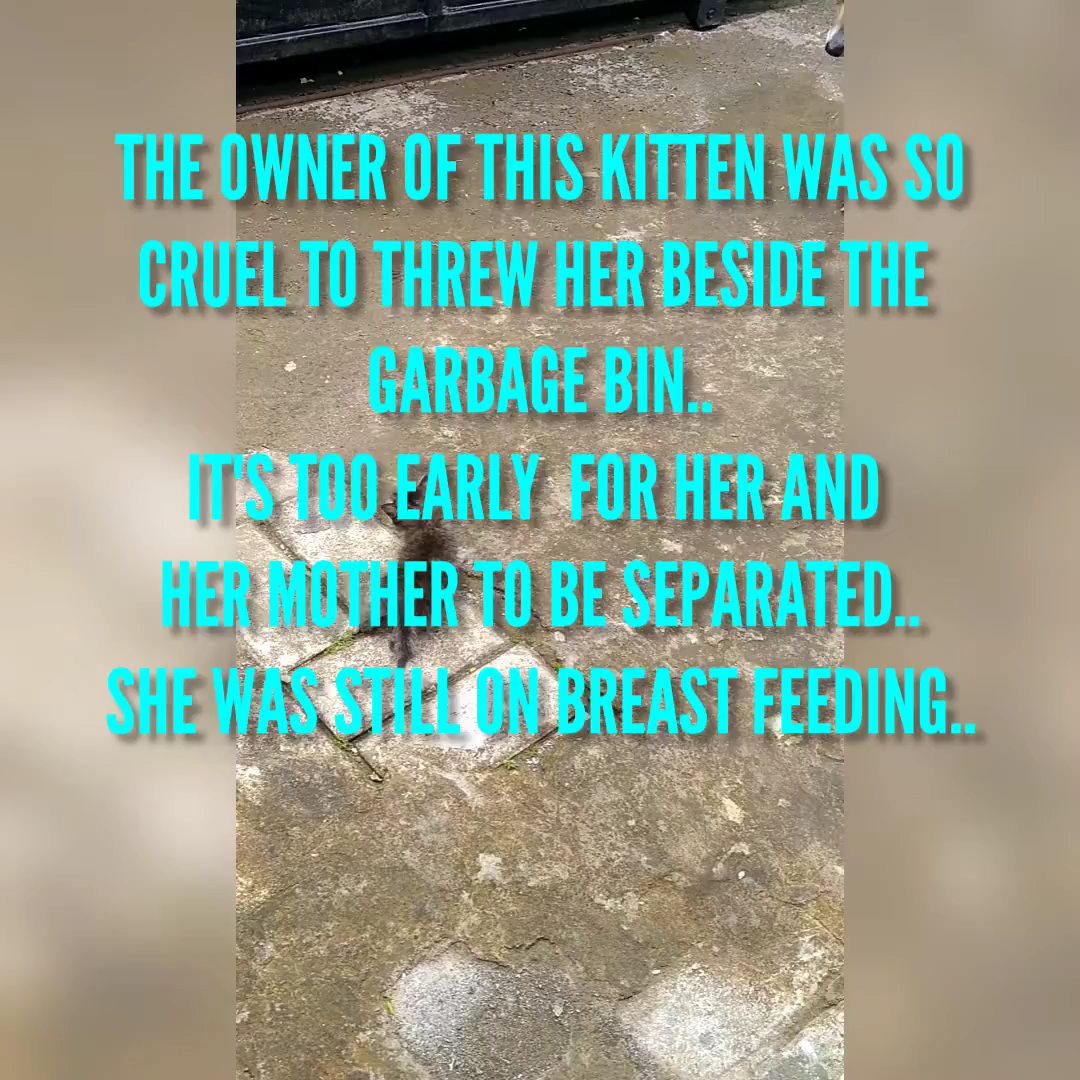 THE OWNER OF THIS KITTEN WAS SO
CRUEL TO THREW HER BESIDE THE
GARBAGE BIN..
IT'S TOO EARLY FOR HER AND
HER MOTHER TO BE SEPARATED..
SHE WAS STILL ON BREAST FEEDING..